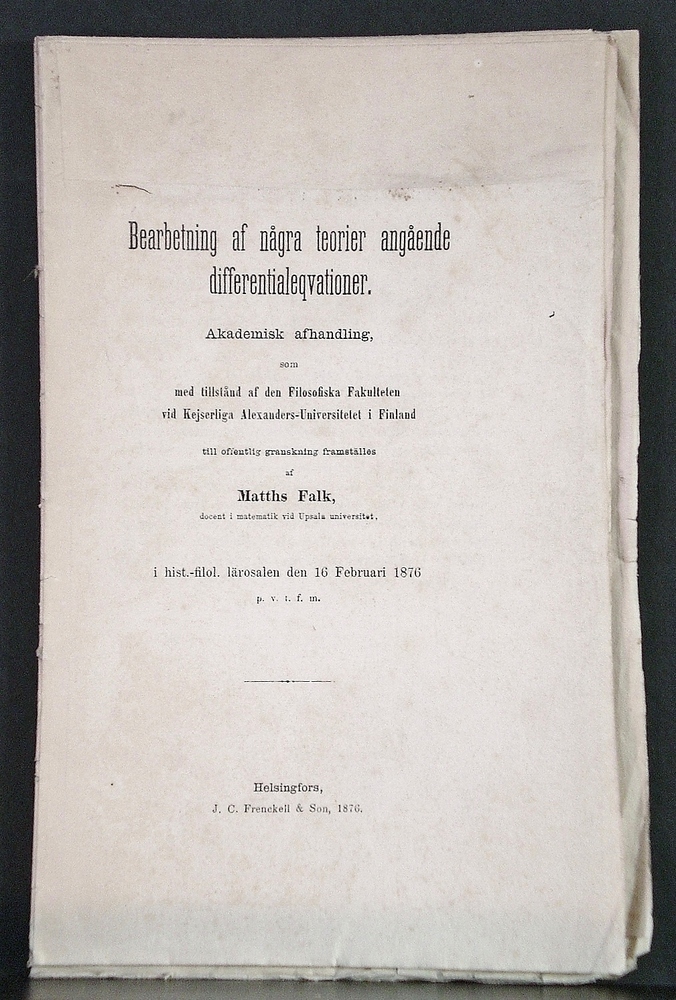 Bearbetning af några teorier angående
differentialeqvationer.
Akademisk afhandling,
som
med tillstånd af den Filosofiska Fakulteten
vid Kejserliga Alexanders-Universitetet i Finland
till offentlig granskning framställes
af
Matths Falk,
docent i matematik vid Upsala universitet,
i hist.-filol. lärosalen den 16 Februari 1876
p. v. t. f. m.
Helsingfors,
J. C. Frenckell & Son, 1876.